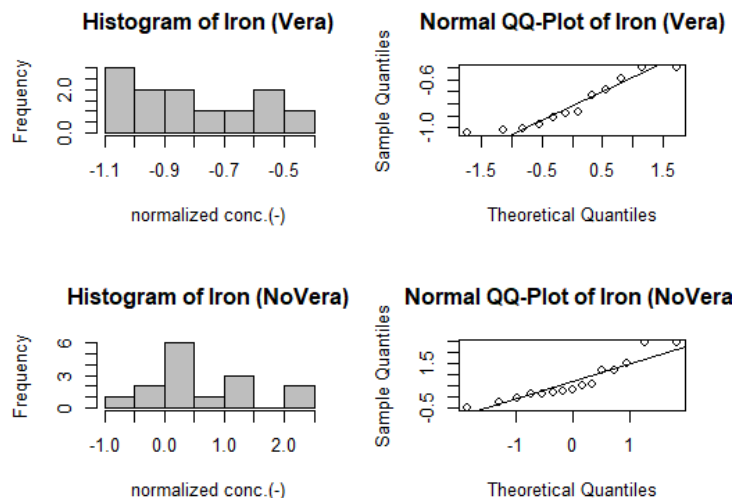 Histogram of Iron (Vera)
Frequency
0.0 2.0
-1.1 -0.9 -0.7 -0.5
normalized conc.(-)
Normal QQ-Plot of Iron (Vera)
Sample Quantiles
-1.0 -0.6
-1.5 -0.5 0.5 1.5
Theoretical Quantiles
Histogram of Iron (NoVera)
Frequency
0 3 6
-1.0 0.0 1.0 2.0
normalized conc.(-)
Normal QQ-Plot of Iron (NoVera
Sample Quantiles
-0.5 1.5
-1 0 1
Theoretical Quantiles